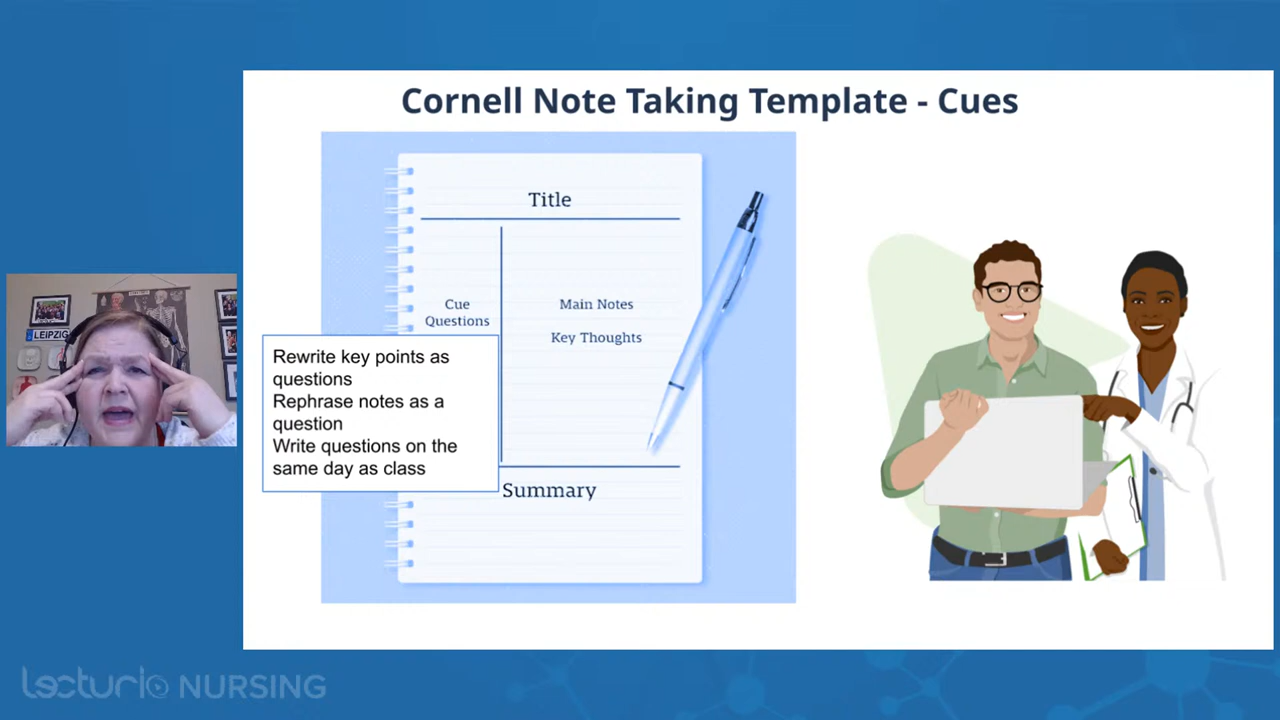 Cornell Note Taking Template - Cues
Title
Cue
Questions
Main Notes
Key Thoughts
Rewrite key points as
questions
Rephrase notes as a
question
Write questions on the
same day as class
Summary
LEIPZIG
Lecturio NURSING